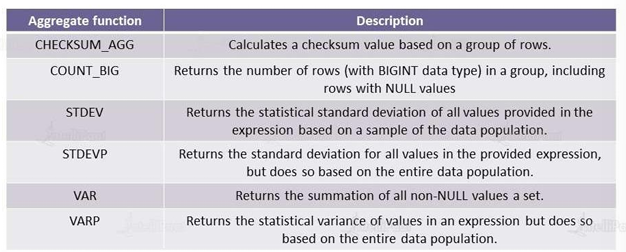 Aggregate function Description
CHECKSUM_AGG Calculates a checksum value based on a group of rows.
COUNT_BIG Returns the number of rows (with BIGINT data type) in a group, including
rows with NULL values
STDEV Returns the statistical standard deviation of all values provided in the
expression based on a sample of the data population.
STDEVP Returns the standard deviation for all values in the provided expression,
but does so based on the entire data population.
VAR Returns the summation of all non-NULL values a set.
VARP Returns the statistical variance of values in an expression but does so
based on the entire data population.